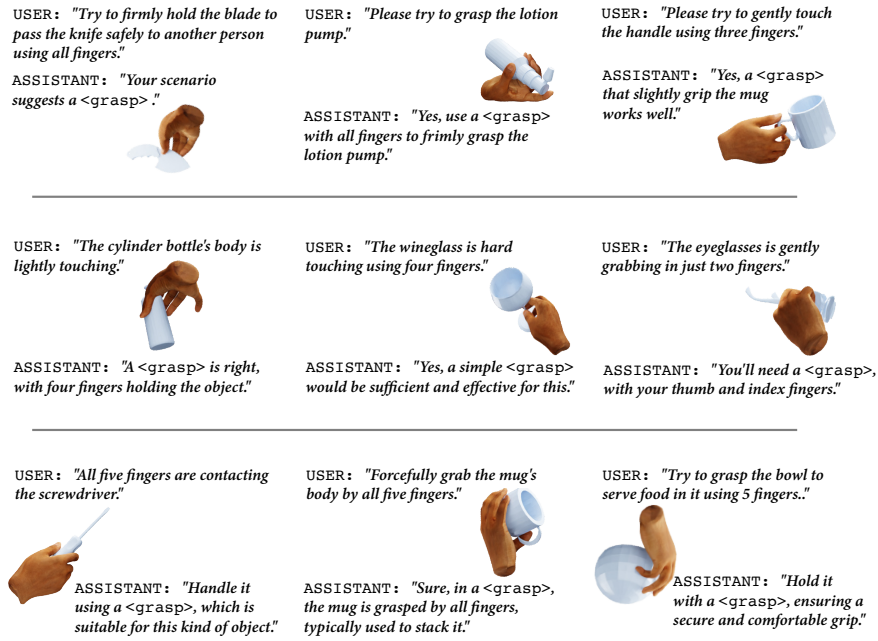 USER: "Try to firmly hold the blade to
pass the knife safely to another person
using all fingers."
ASSISTANT: "Your scenario
suggests a <grasp> ."
USER: "Please try to grasp the lotion
pump."
ASSISTANT: "Yes, use a <grasp>
with all fingers to frimly grasp the
lotion pump."
USER: "Please try to gently touch
the handle using three fingers."
ASSISTANT: "Yes, a <grasp>
that slightly grip the mug
works well."
USER: "The cylinder bottle's body is
lightly touching."
ASSISTANT: "A <grasp> is right,
with four fingers holding the object."
USER: "The wineglass is hard
touching using four fingers."
ASSISTANT: "Yes, a simple <grasp>
would be sufficient and effective for this."
USER: "The eyeglasses is gently
grabbing in just two fingers."
ASSISTANT: "You'll need a <grasp>,
with your thumb and index fingers."
USER: "All five fingers are contacting
the screwdriver."
ASSISTANT: "Handle it
using a <grasp>, which is
suitable for this kind of object."
USER: "Forcefully grab the mug's
body by all five fingers."
ASSISTANT: "Sure, in a <grasp>,
the mug is grasped by all fingers,
typically used to stack it."
USER: "Try to grasp the bowl to
serve food in it using 5 fingers.."
ASSISTANT: "Hold it
with a <grasp>, ensuring a
secure and comfortable grip."